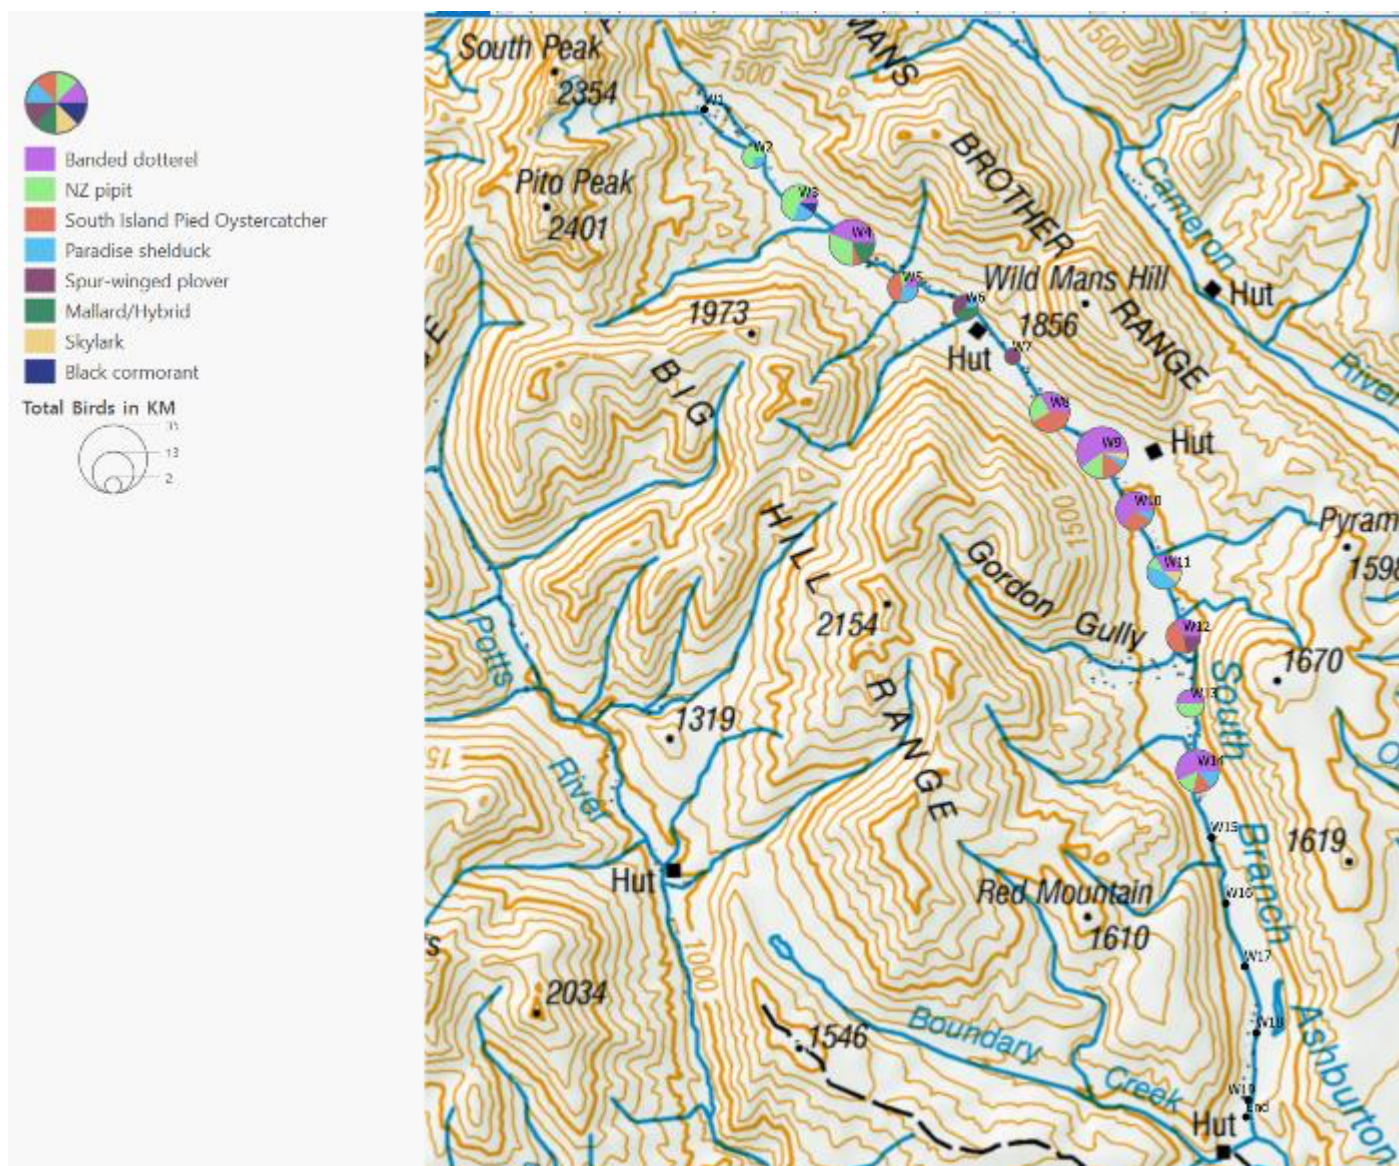 Banded dotterel
NZ pipit
South Island Pied Oystercatcher
Paradise shelduck
Spur-winged plover
Mallard/Hybrid
Skylark
Black cormorant
Total Birds in KM
13
2
South Peak
2354
MANS
1500
1500
W1
W2
Pito Peak
2401
W3
BROTHER
RANGE
Cameron
River
W4
W5
W6
Wild Mans Hill
1856
Hut
1973
Hut
W7
BIG
W8
W9
Hut
W10
1500
HILL
Pyram
1598
W11
Gordon Gully
2154
W12
Potts
South
1670
W13
RANGE
1319
W14
River
W15
Branch
1619
Hut
Red Mountain
1610
W16
1000
W17
2034
1546
Boundary
Creek
W18
Ashburton
W19
End
Hut